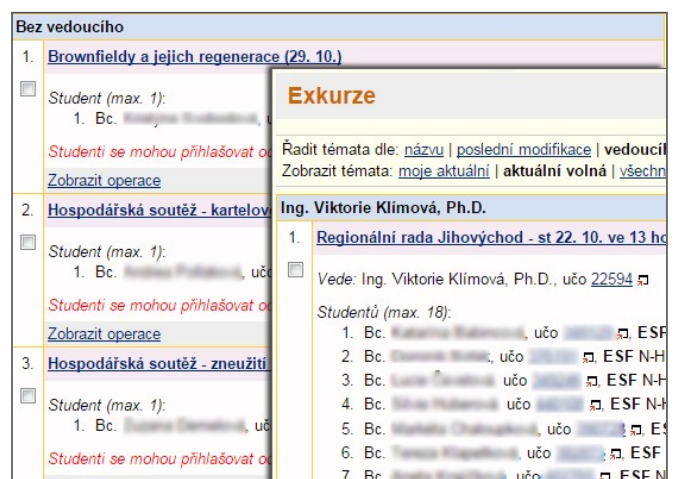 Bez vedoucího
1. Brownfieldy a jejich regenerace (29. 10.)
Student (max. 1):
1. Bc.
Studenti se mohou přihlašovat
Zobrazit operace
2. Hospodářská soutěž - kartelov
Student (max. 1):
1. Bc. , učo
Studenti se mohou přihlašovat
Zobrazit operace
3. Hospodářská soutěž - zneužití
Student (max. 1):
1. Bc. , uč
Studenti se mohou přihlašovat
Exkurze
Řadit témata dle: názvu | poslední modifikace | vedoucíh
Zobrazit témata: moje aktuální | aktuální volná | všechn
Ing. Viktorie Klímová, Ph.D.
1. Regionální rada Jihovýchod - st 22. 10. ve 13 ho
Vede: Ing. Viktorie Klímová, Ph.D., učo 22594
Studentů (max. 18):
1. Bc. , učo , ESF N-H
2. Bc. , učo , ESF N-H
3. Bc. učo , ESF N-H
4. Bc. učo , ESF N-H
5. Bc. , učo , ESF
6. Bc. , učo , ESF
7. Bc. , učo , ESF N